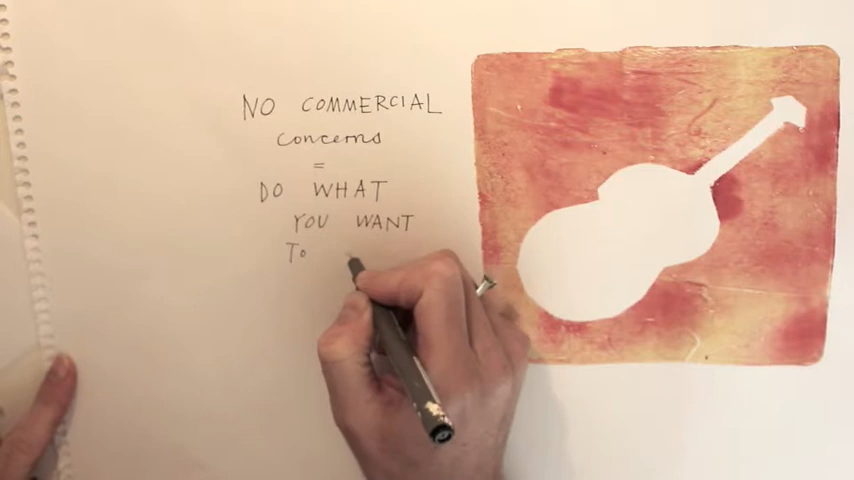 NO COMMERCIAL
concerns
=
DO WHAT
YOU WANT
To